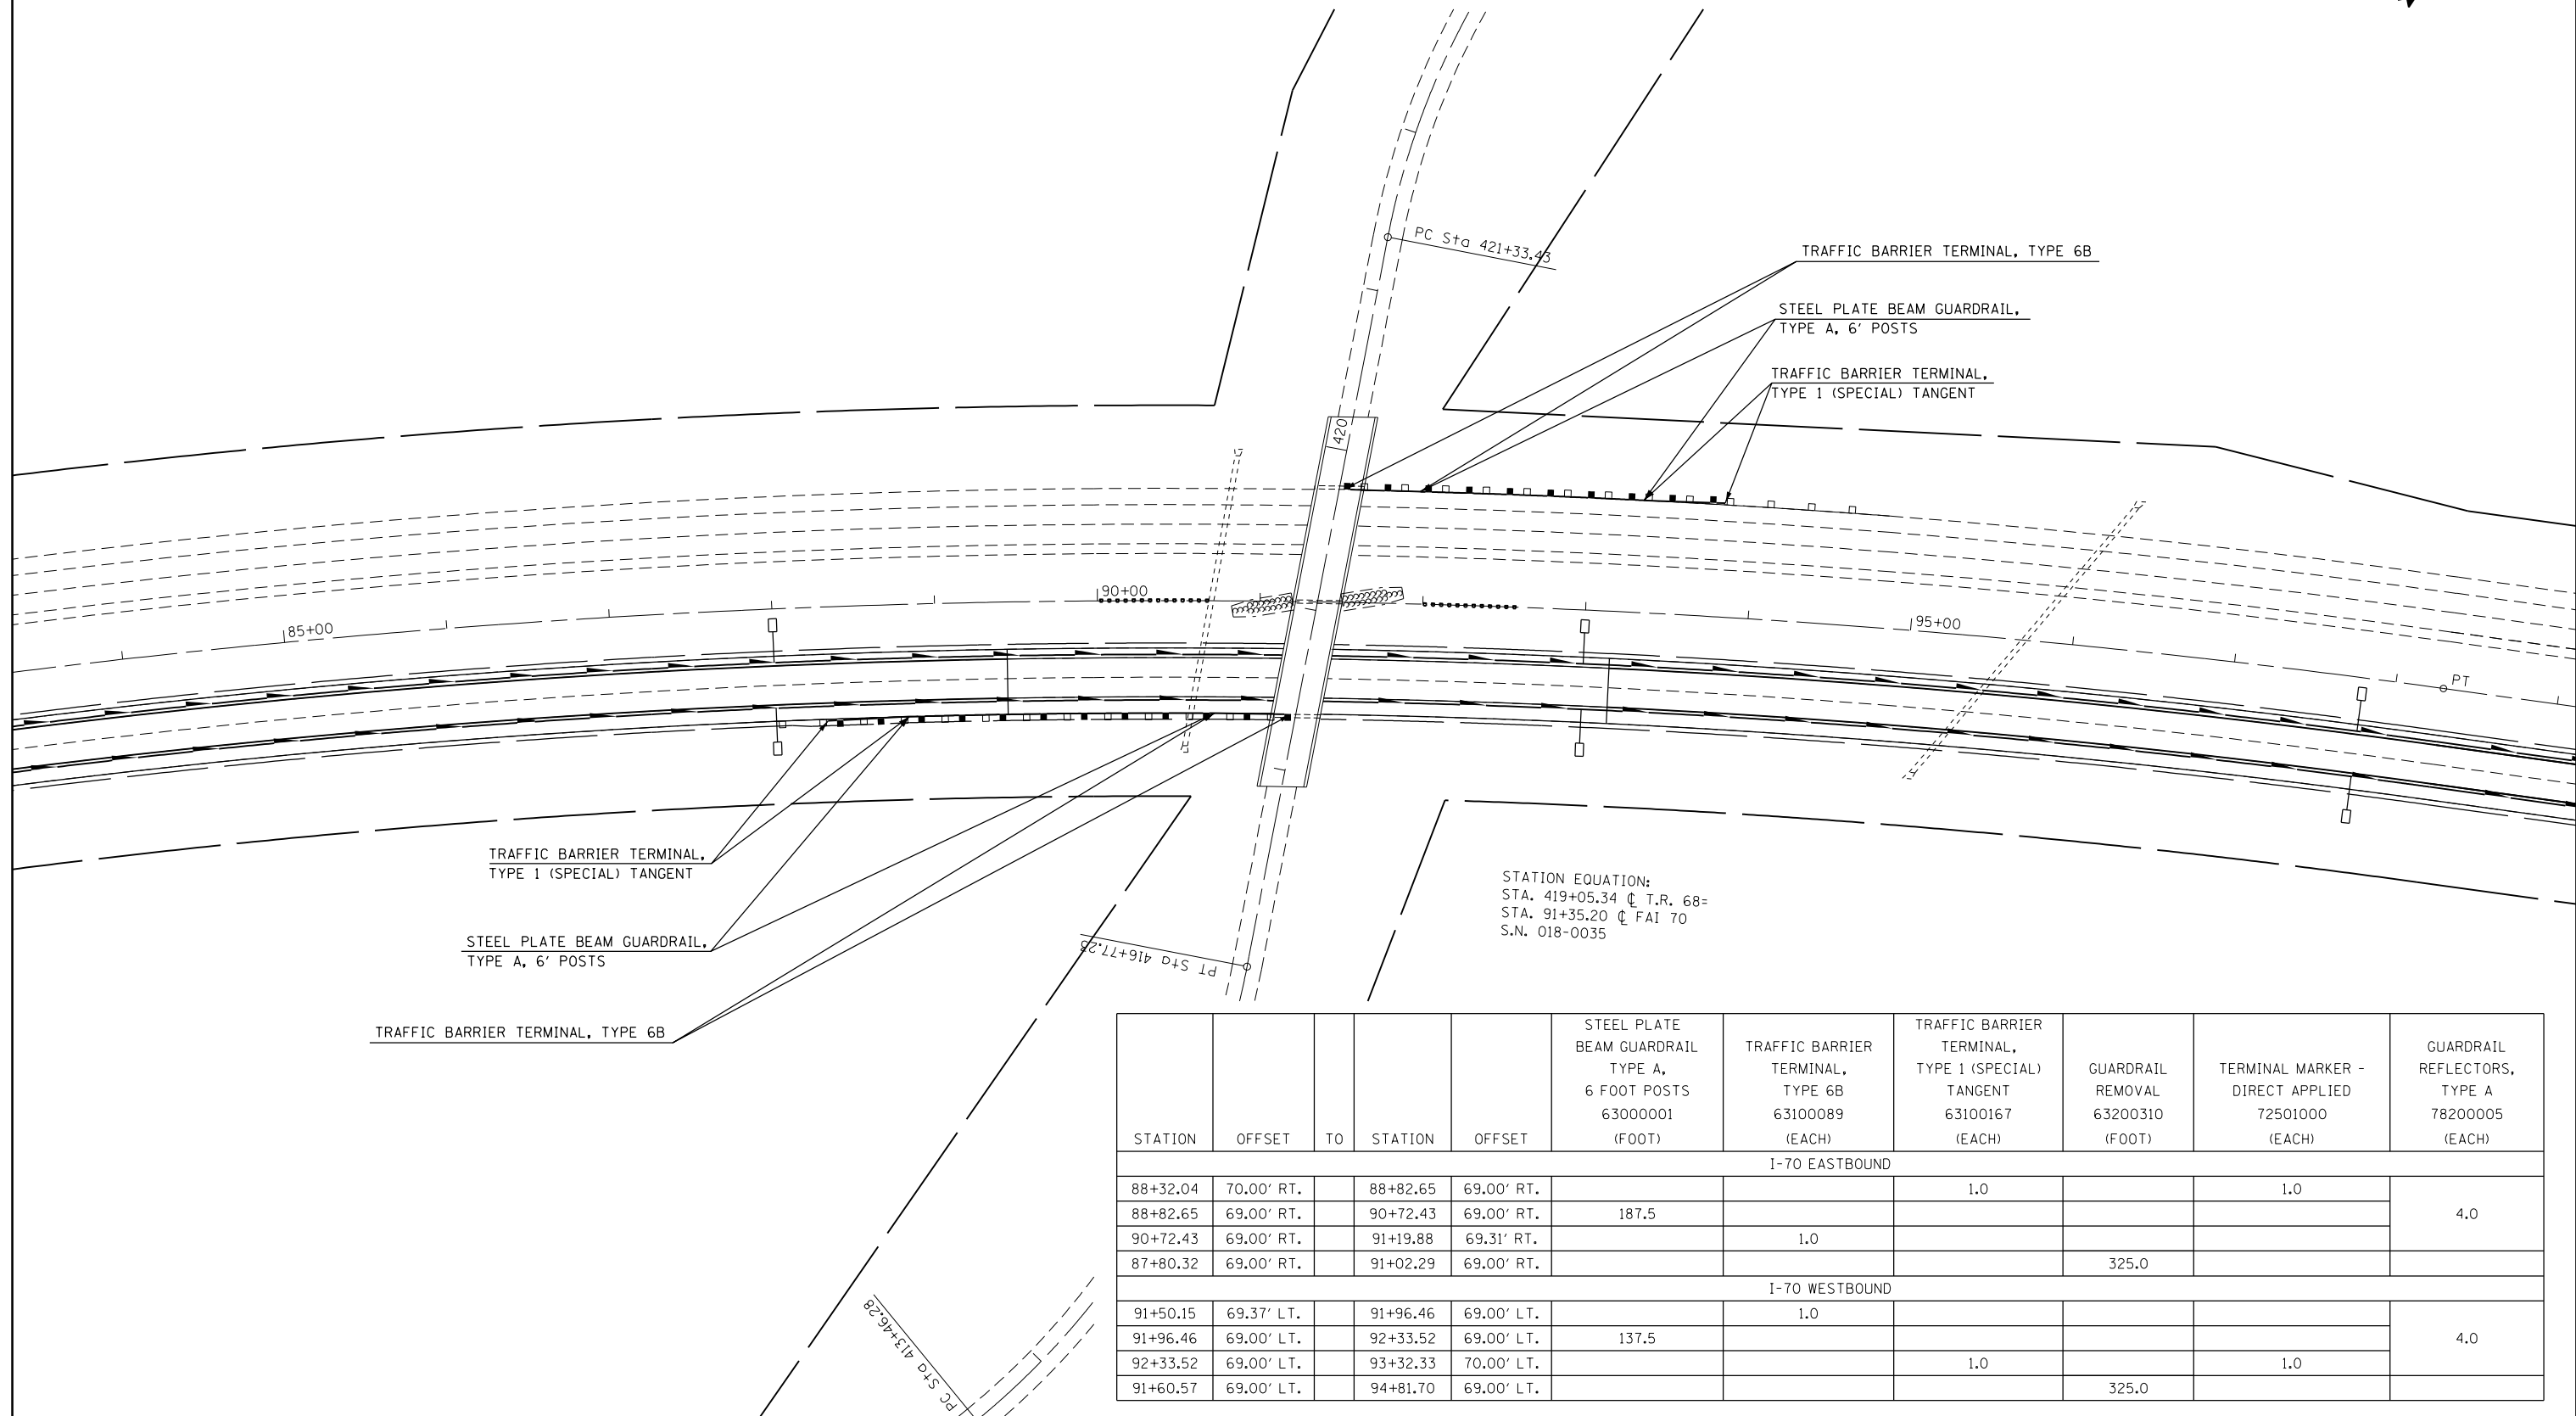 PC Sta 421+33.43
TRAFFIC BARRIER TERMINAL, TYPE 6B
STEEL PLATE BEAM GUARDRAIL,
TYPE A, 6' POSTS
TRAFFIC BARRIER TERMINAL,
TYPE 1 (SPECIAL) TANGENT
420
90+00
85+00
95+00
PT
TRAFFIC BARRIER TERMINAL,
TYPE 1 (SPECIAL) TANGENT
STEEL PLATE BEAM GUARDRAIL,
TYPE A, 6' POSTS
TRAFFIC BARRIER TERMINAL, TYPE 6B
PT Sta 416+77.23
STATION EQUATION:
STA. 419+05.34 ℄ T.R. 68=
STA. 91+35.20 ℄ FAI 70
S.N. 018-0035
PC Sta 413+46.28
STATION OFFSET TO STATION OFFSET STEEL PLATE BEAM GUARDRAIL TYPE A, 6 FOOT POSTS 63000001 (FOOT) TRAFFIC BARRIER TERMINAL, TYPE 6B 63100089 (EACH) TRAFFIC BARRIER TERMINAL, TYPE 1 (SPECIAL) TANGENT 63100167 (EACH) GUARDRAIL REMOVAL 63200310 (FOOT) TERMINAL MARKER - DIRECT APPLIED 72501000 (EACH) GUARDRAIL REFLECTORS, TYPE A 78200005 (EACH)
I-70 EASTBOUND
88+32.04 70.00' RT. 88+82.65 69.00' RT. 1.0 1.0
88+82.65 69.00' RT. 90+72.43 69.00' RT. 187.5 4.0
90+72.43 69.00' RT. 91+19.88 69.31' RT. 1.0
87+80.32 69.00' RT. 91+02.29 69.00' RT. 325.0
I-70 WESTBOUND
91+50.15 69.37' LT. 91+96.46 69.00' LT. 1.0
91+96.46 69.00' LT. 92+33.52 69.00' LT. 137.5 4.0
92+33.52 69.00' LT. 93+32.33 70.00' LT. 1.0 1.0
91+60.57 69.00' LT. 94+81.70 69.00' LT. 325.0